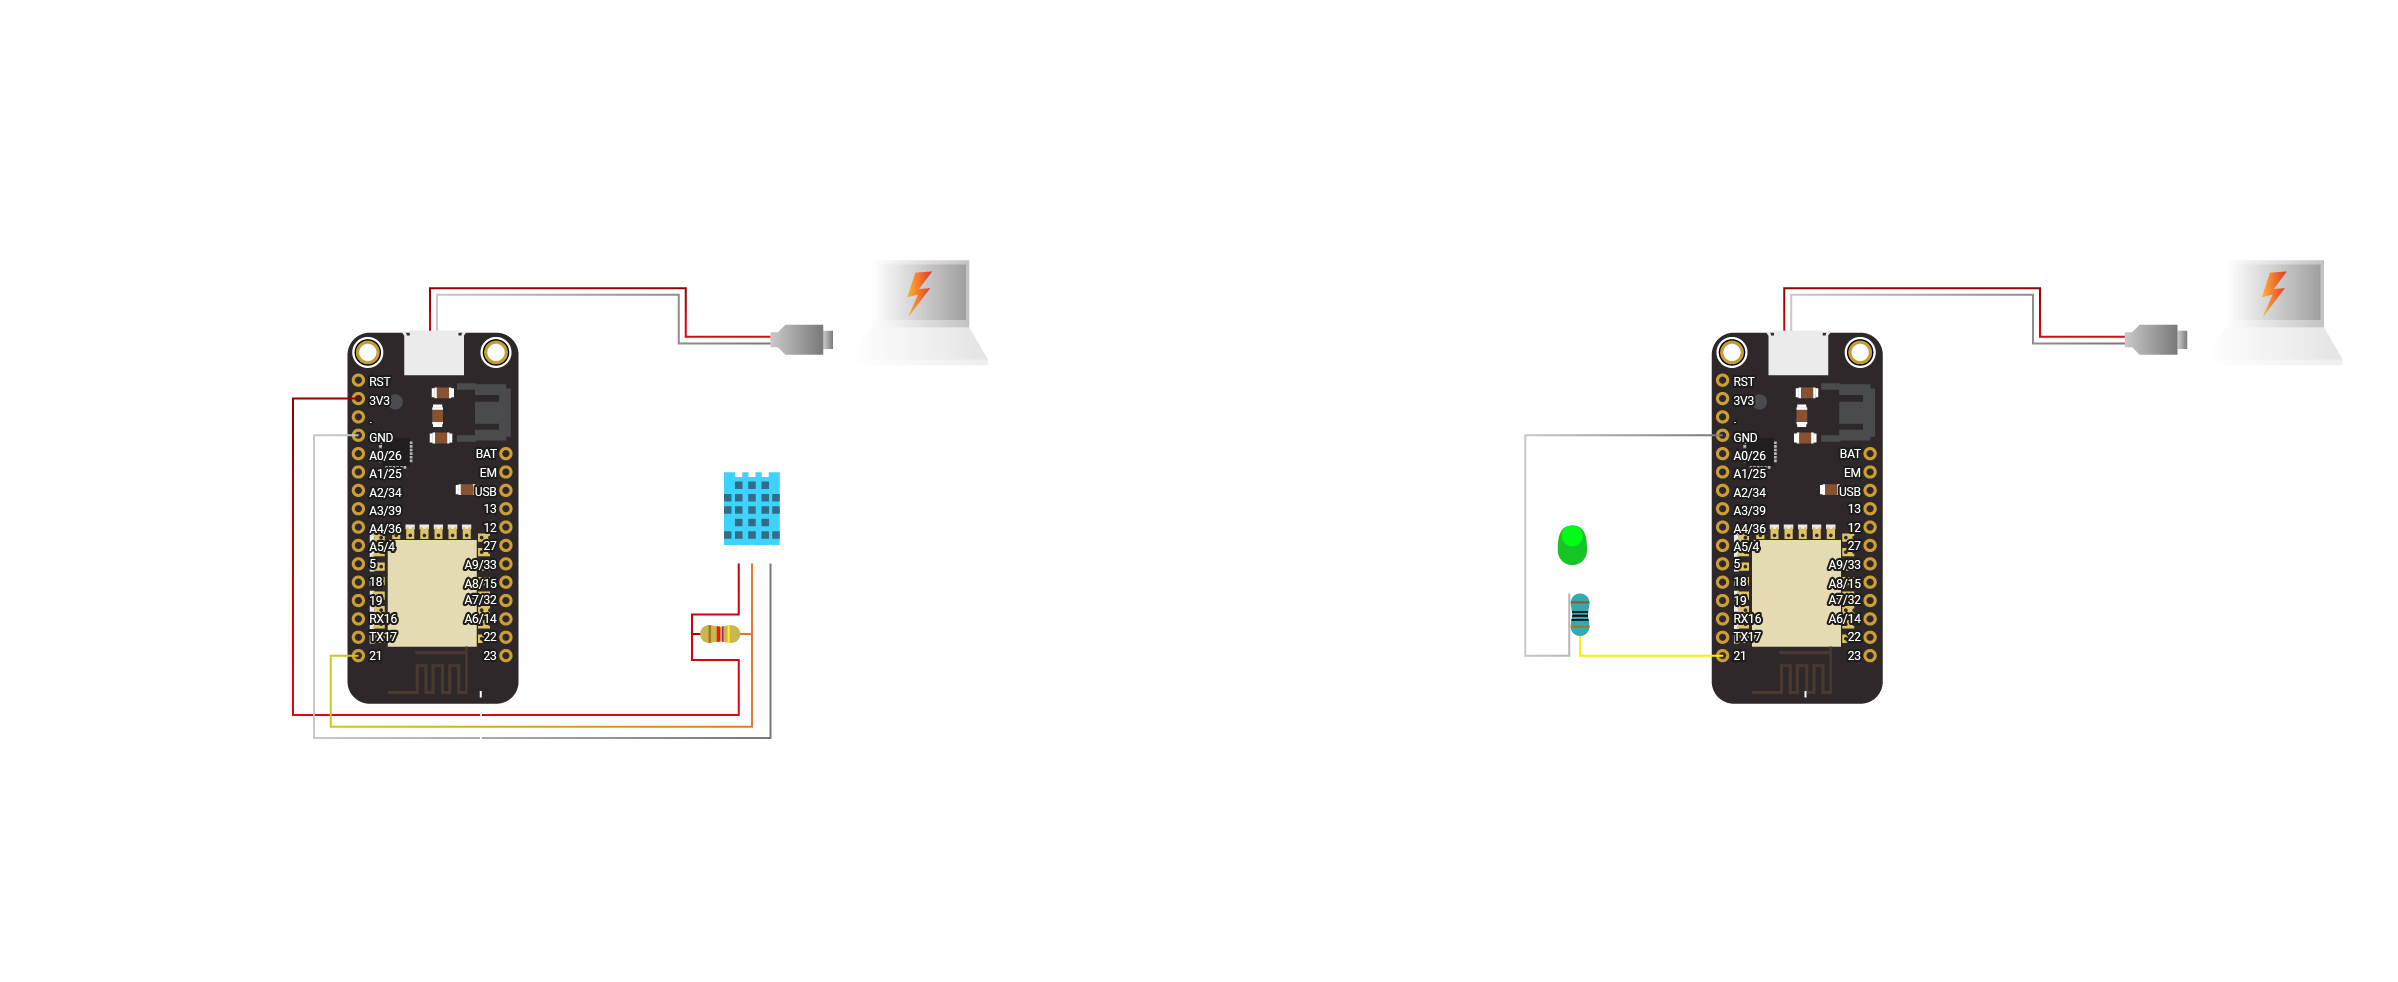 RST
3V3
.
GND
A0/26
A1/25
A2/34
A3/39
A4/36
A5/4
5
18
19
RX16
TX17
21
BAT
EM
USB
13
12
27
A9/33
A8/15
A7/32
A6/14
22
23
RST
3V3
.
GND
A0/26
A1/25
A2/34
A3/39
A4/36
A5/4
5
18
19
RX16
TX17
21
BAT
EM
USB
13
12
27
A9/33
A8/15
A7/32
A6/14
22
23